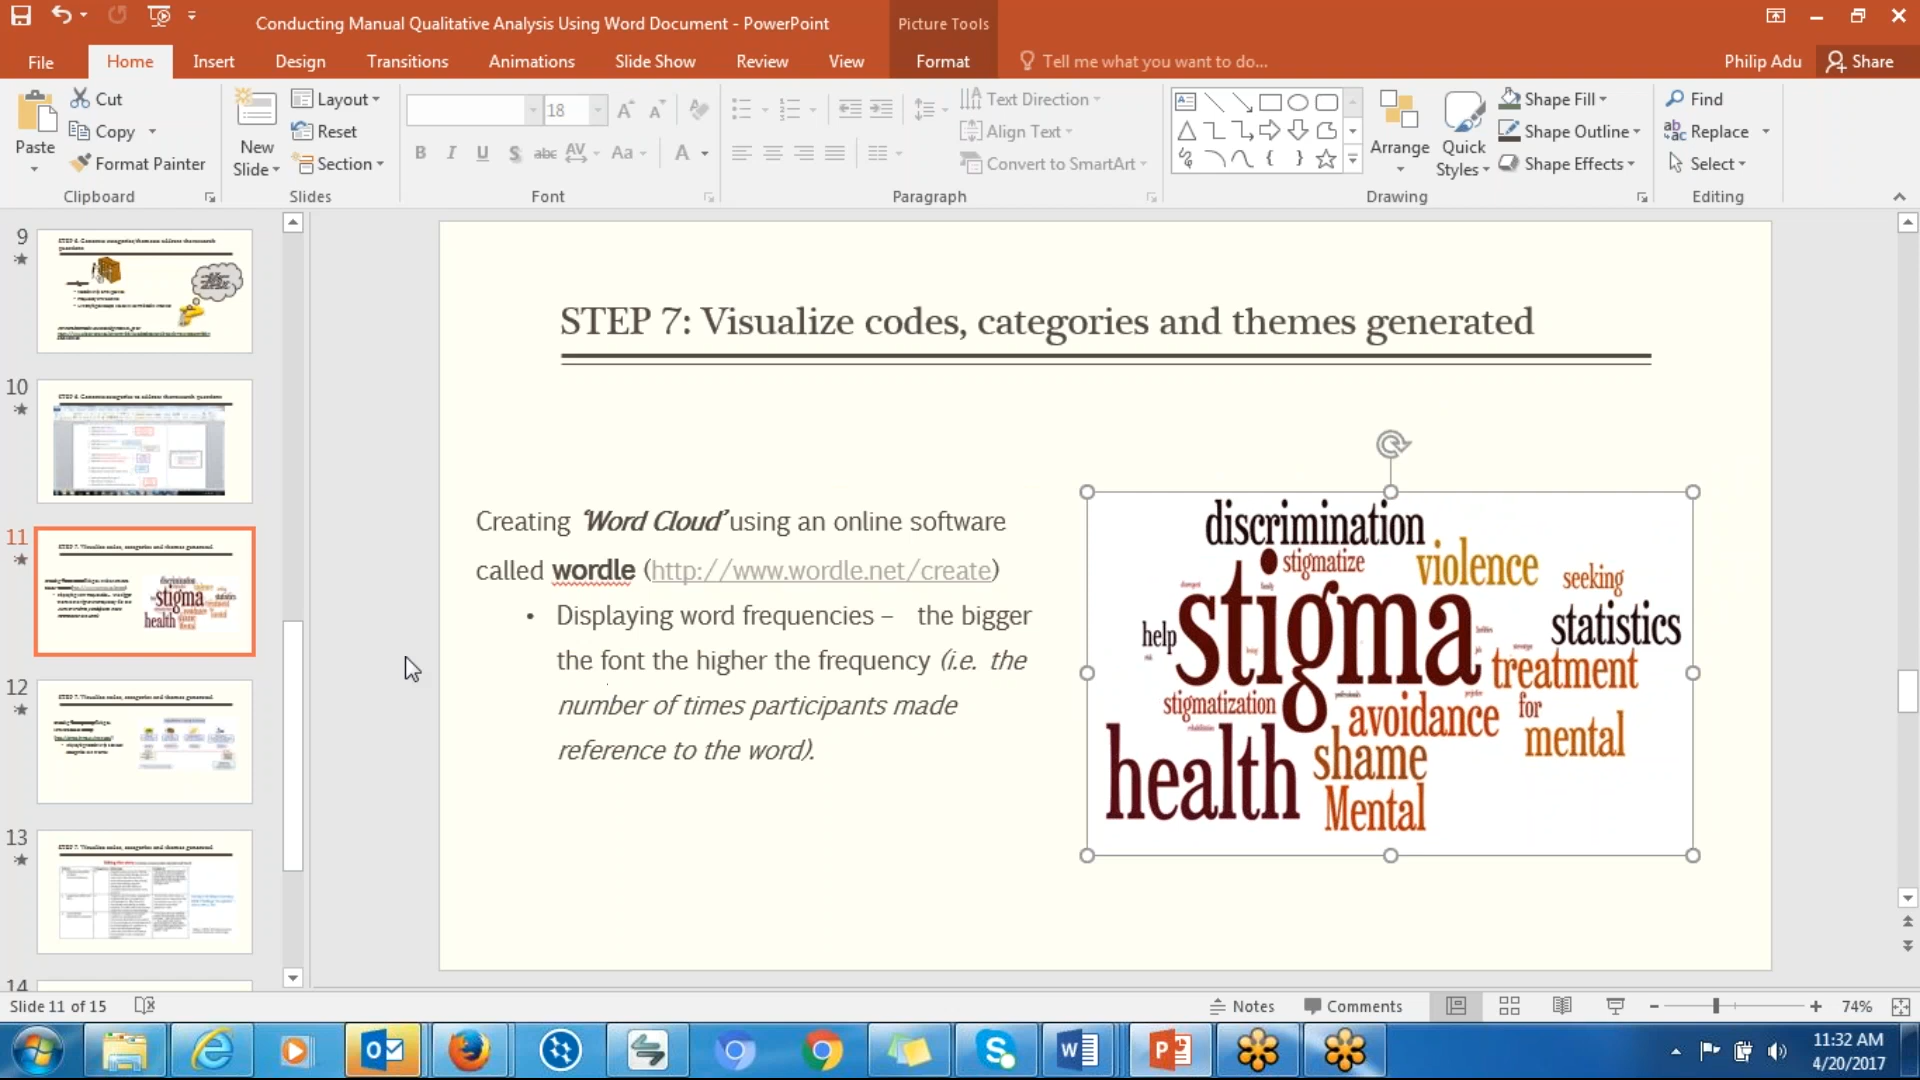 Conducting Manual Qualitative Analysis Using Word Document - PowerPoint
Picture Tools
File
Home
Insert
Design
Transitions
Animations
Slide Show
Review
View
Format
Tell me what you want to do...
Philip Adu
Share
Paste
Cut
Copy
Format Painter
Clipboard
New
Slide
Layout
Reset
Section
Slides
18
Font
Text Direction
Align Text
Convert to SmartArt
Paragraph
Arrange
Quick
Styles
Shape Fill
Shape Outline
Shape Effects
Drawing
Find
Replace
Select
Editing
9
10
11
12
13
14
STEP 7: Visualize codes, categories and themes generated
Creating ‘Word Cloud’ using an online software
called wordle (http://www.wordle.net/create)
• Displaying word frequencies – the bigger
the font the higher the frequency (i.e. the
number of times participants made
reference to the word).
discrimination
stigmatize
violence
seeking
stigma
statistics
help
treatment
stigmatization
avoidance
for
mental
health
shame
Mental
Slide 11 of 15
Notes
Comments
74%
11:32 AM
4/20/2017